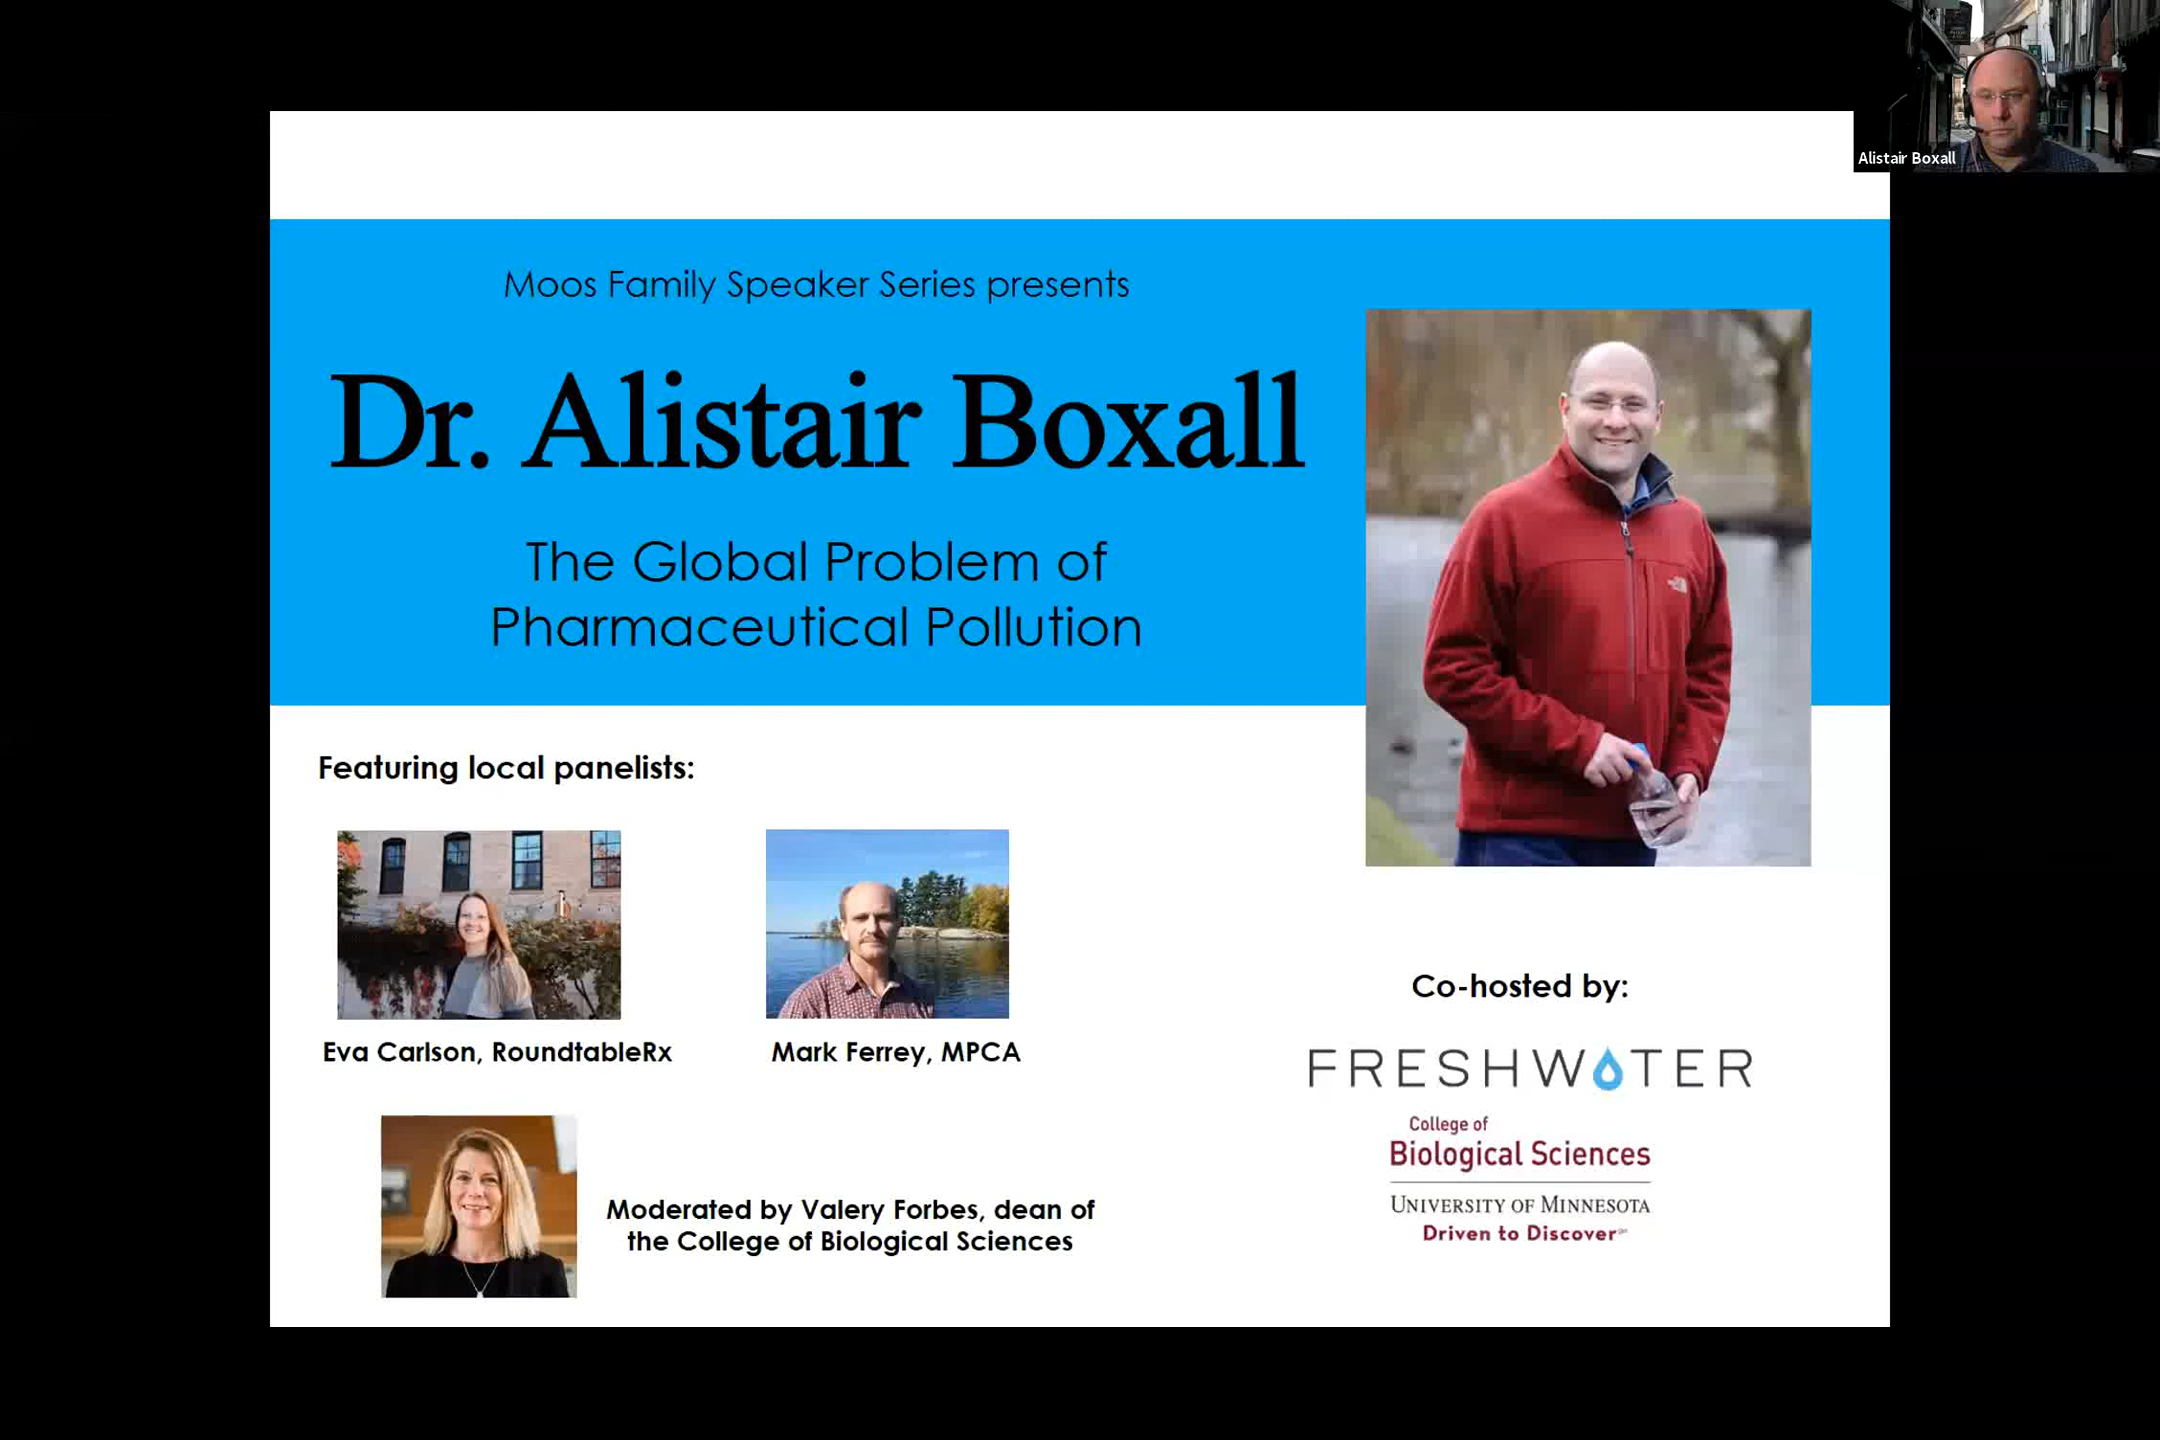 Alistair Boxall
Moos Family Speaker Series presents
Dr. Alistair Boxall
The Global Problem of
Pharmaceutical Pollution
Featuring local panelists:
Eva Carlson, RoundtableRx
Mark Ferrey, MPCA
Moderated by Valery Forbes, dean of
the College of Biological Sciences
Co-hosted by:
FRESHWATER
College of
Biological Sciences
UNIVERSITY OF MINNESOTA
Driven to Discover